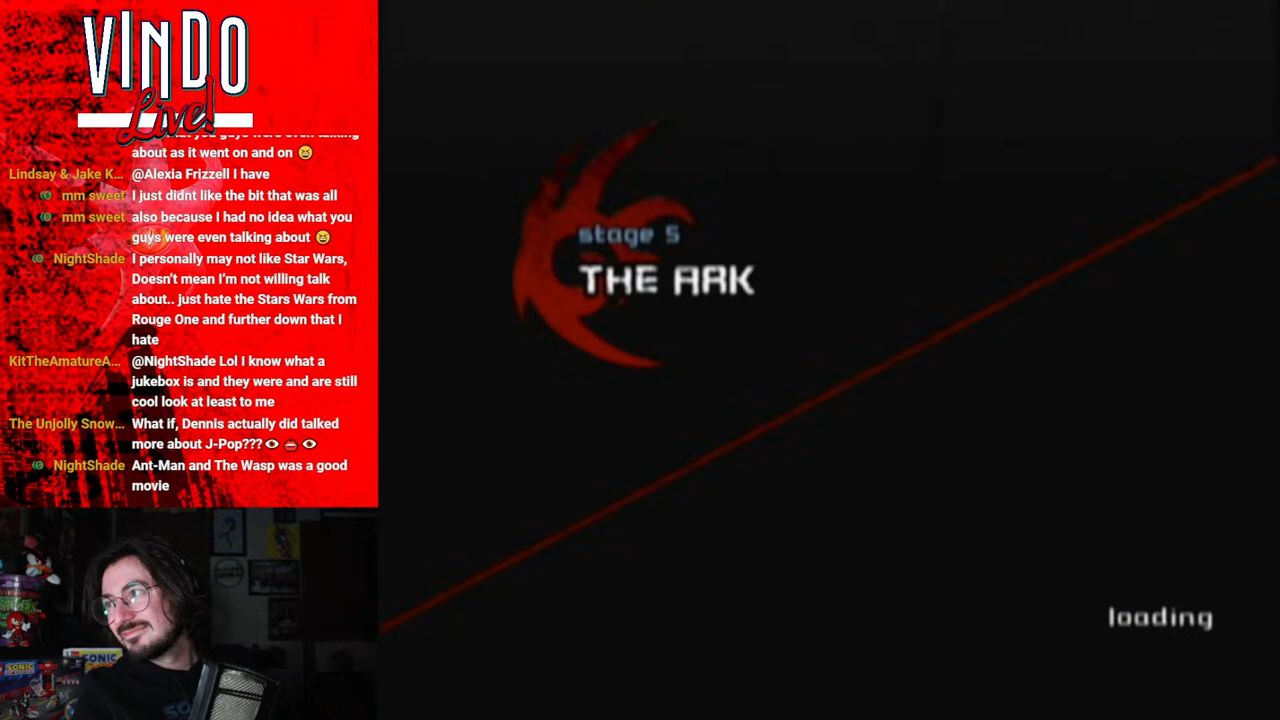 VINDO
Live!
about as it went on and on
Lindsay & Jake K... @Alexia Frizzell I have
mm sweet I just didnt like the bit that was all
mm sweet also because I had no idea what you
guys were even talking about
NightShade I personally may not like Star Wars,
Doesn't mean I'm not willing talk
about.. just hate the Stars Wars from
Rouge One and further down that I
hate
KitTheAmatureA... @NightShade Lol I know what a
jukebox is and they were and are still
cool look at least to me
The Unjolly Snow... What if, Dennis actually did talked
more about J-Pop???
NightShade Ant-Man and The Wasp was a good
movie
stage 5
THE ARK
loading
SONIC
SONIC